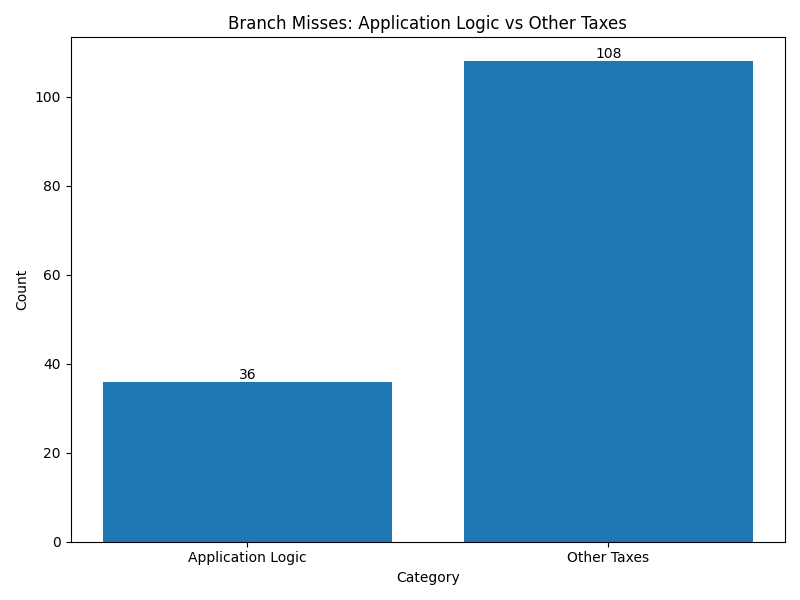 Branch Misses: Application Logic vs Other Taxes
108
100
80
60
40
20
0
36
Count
Application Logic
Other Taxes
Category